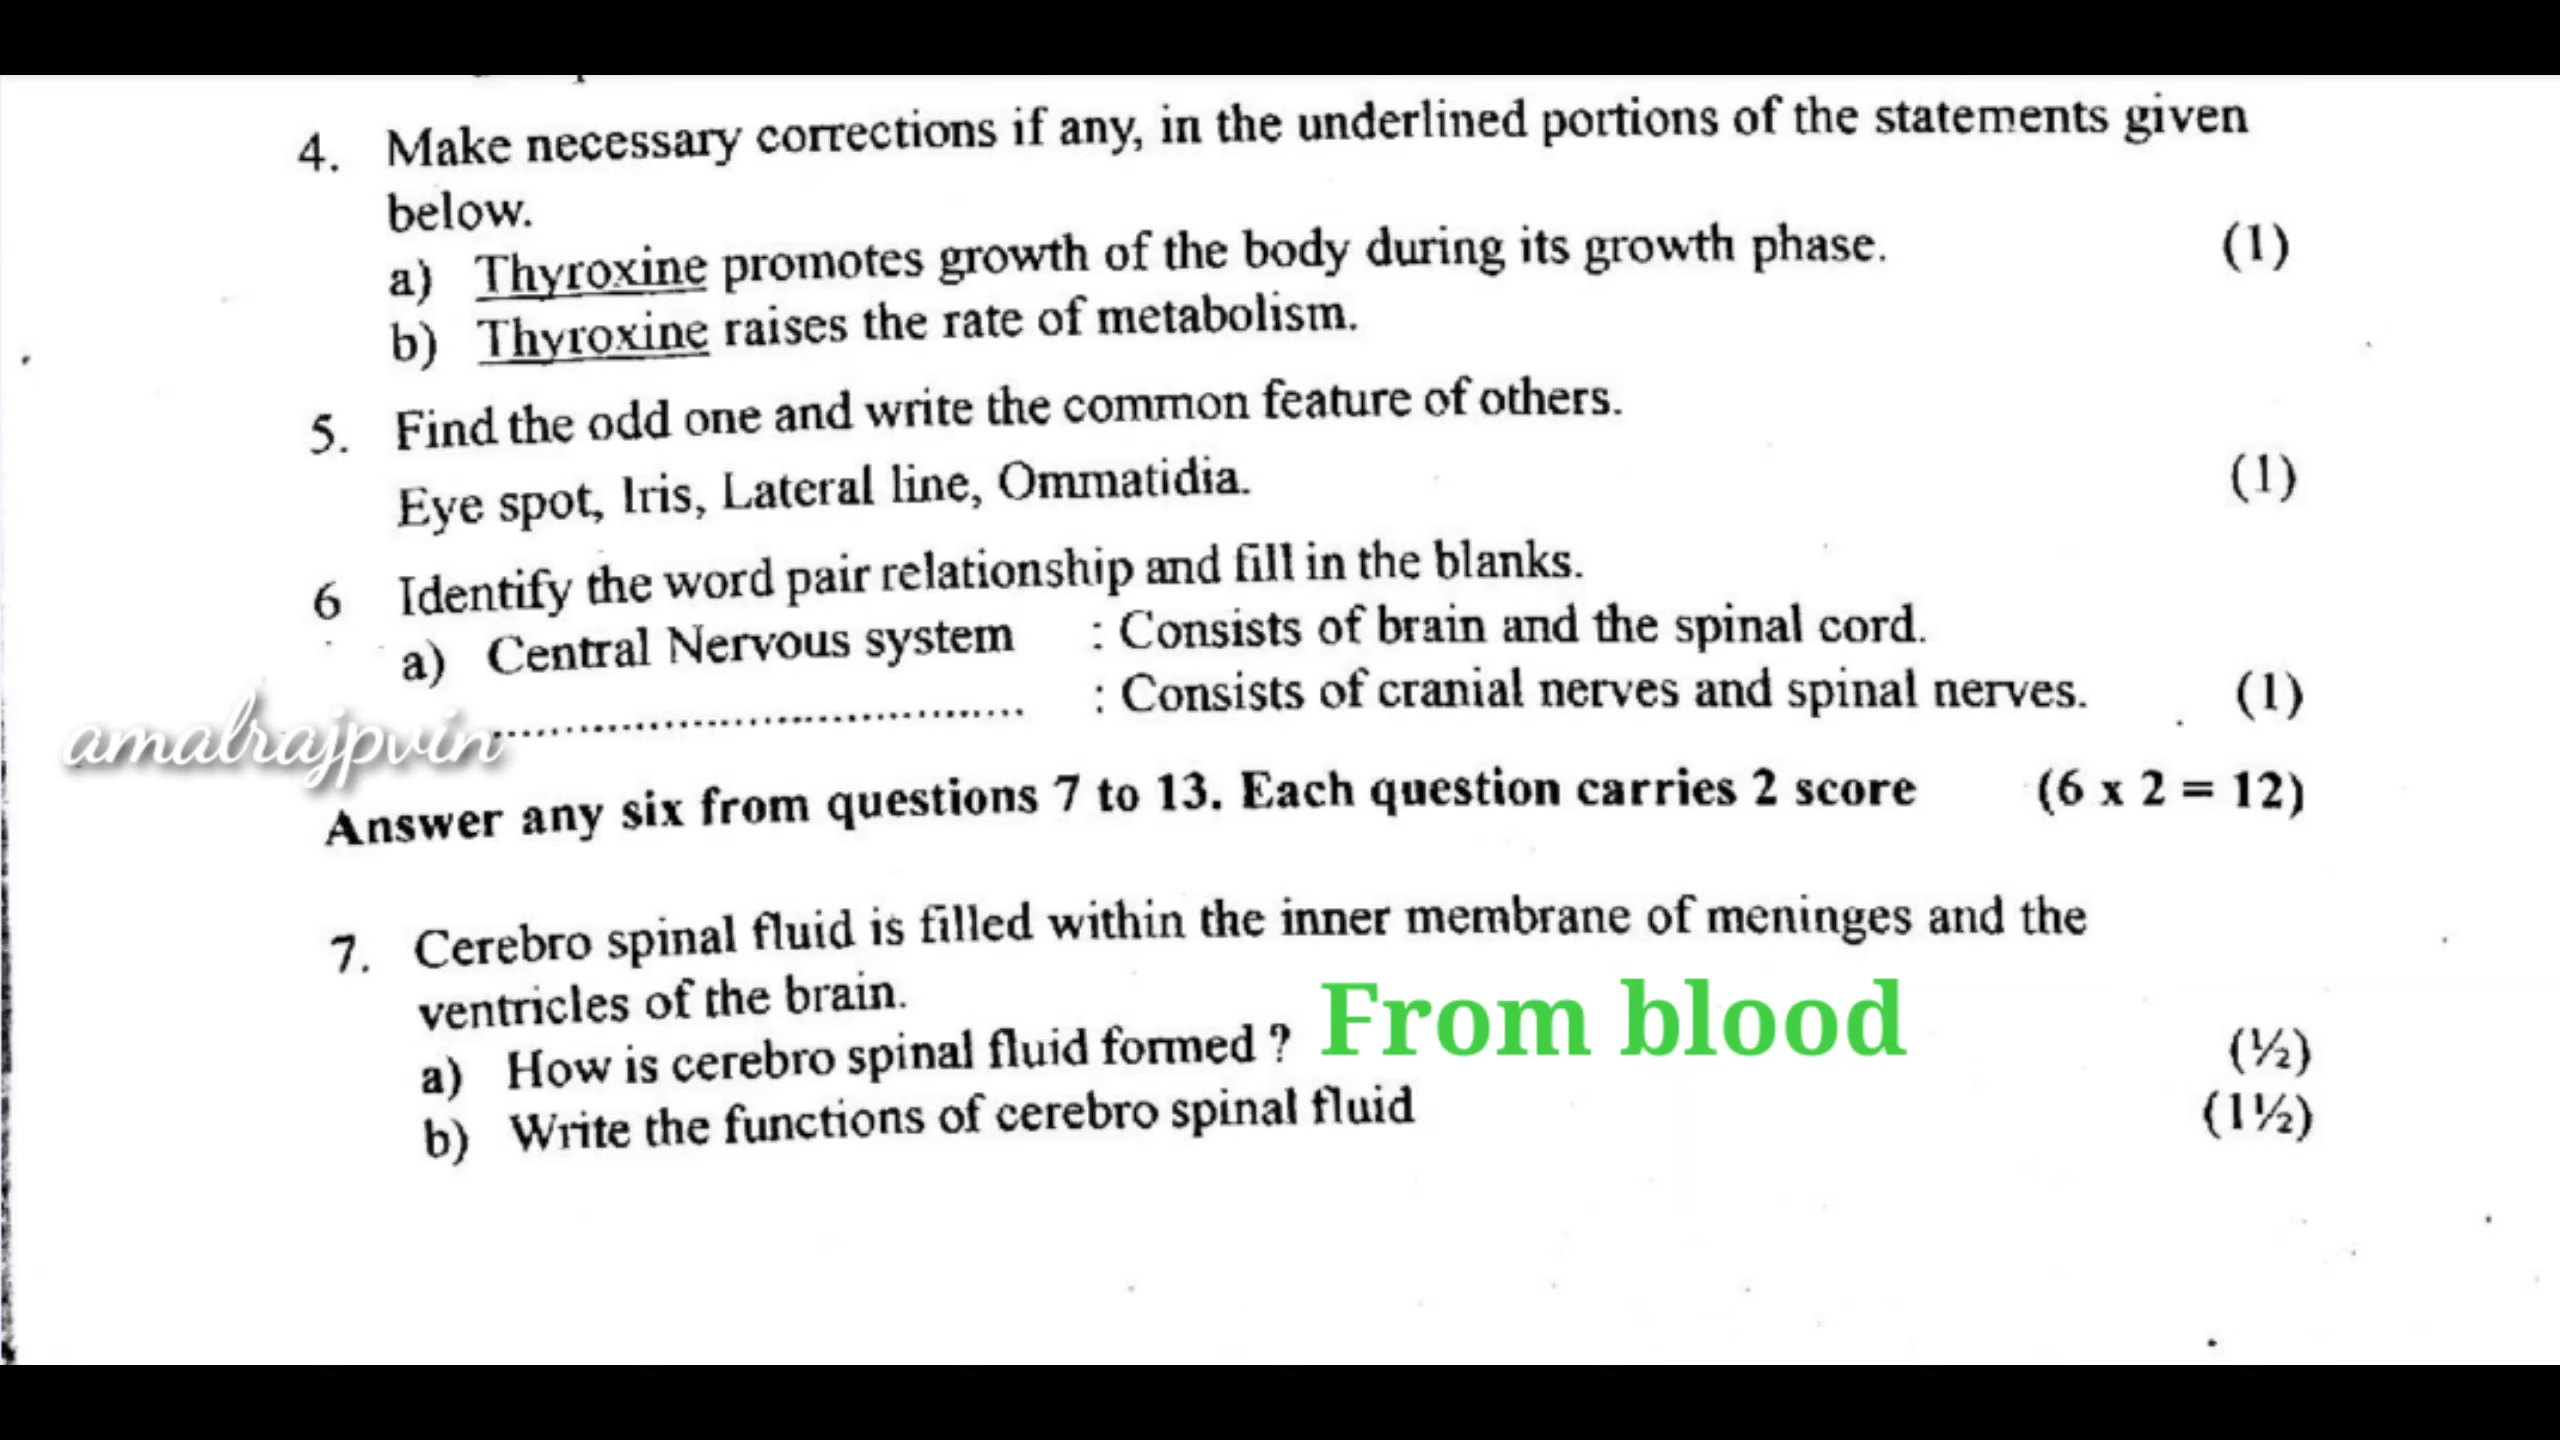 4. Make necessary corrections if any, in the underlined portions of the statements given
below.
a) Thyroxine promotes growth of the body during its growth phase. (1)
b) Thyroxine raises the rate of metabolism.
5. Find the odd one and write the common feature of others.
Eye spot, Iris, Lateral line, Ommatidia. (1)
6 Identify the word pair relationship and fill in the blanks.
a) Central Nervous system : Consists of brain and the spinal cord.
.................................... : Consists of cranial nerves and spinal nerves. (1)
amalrajpvin
Answer any six from questions 7 to 13. Each question carries 2 score (6 x 2 = 12)
7. Cerebro spinal fluid is filled within the inner membrane of meninges and the
ventricles of the brain.
a) How is cerebro spinal fluid formed ? From blood (½)
b) Write the functions of cerebro spinal fluid (1½)